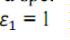 ε₁ = 1